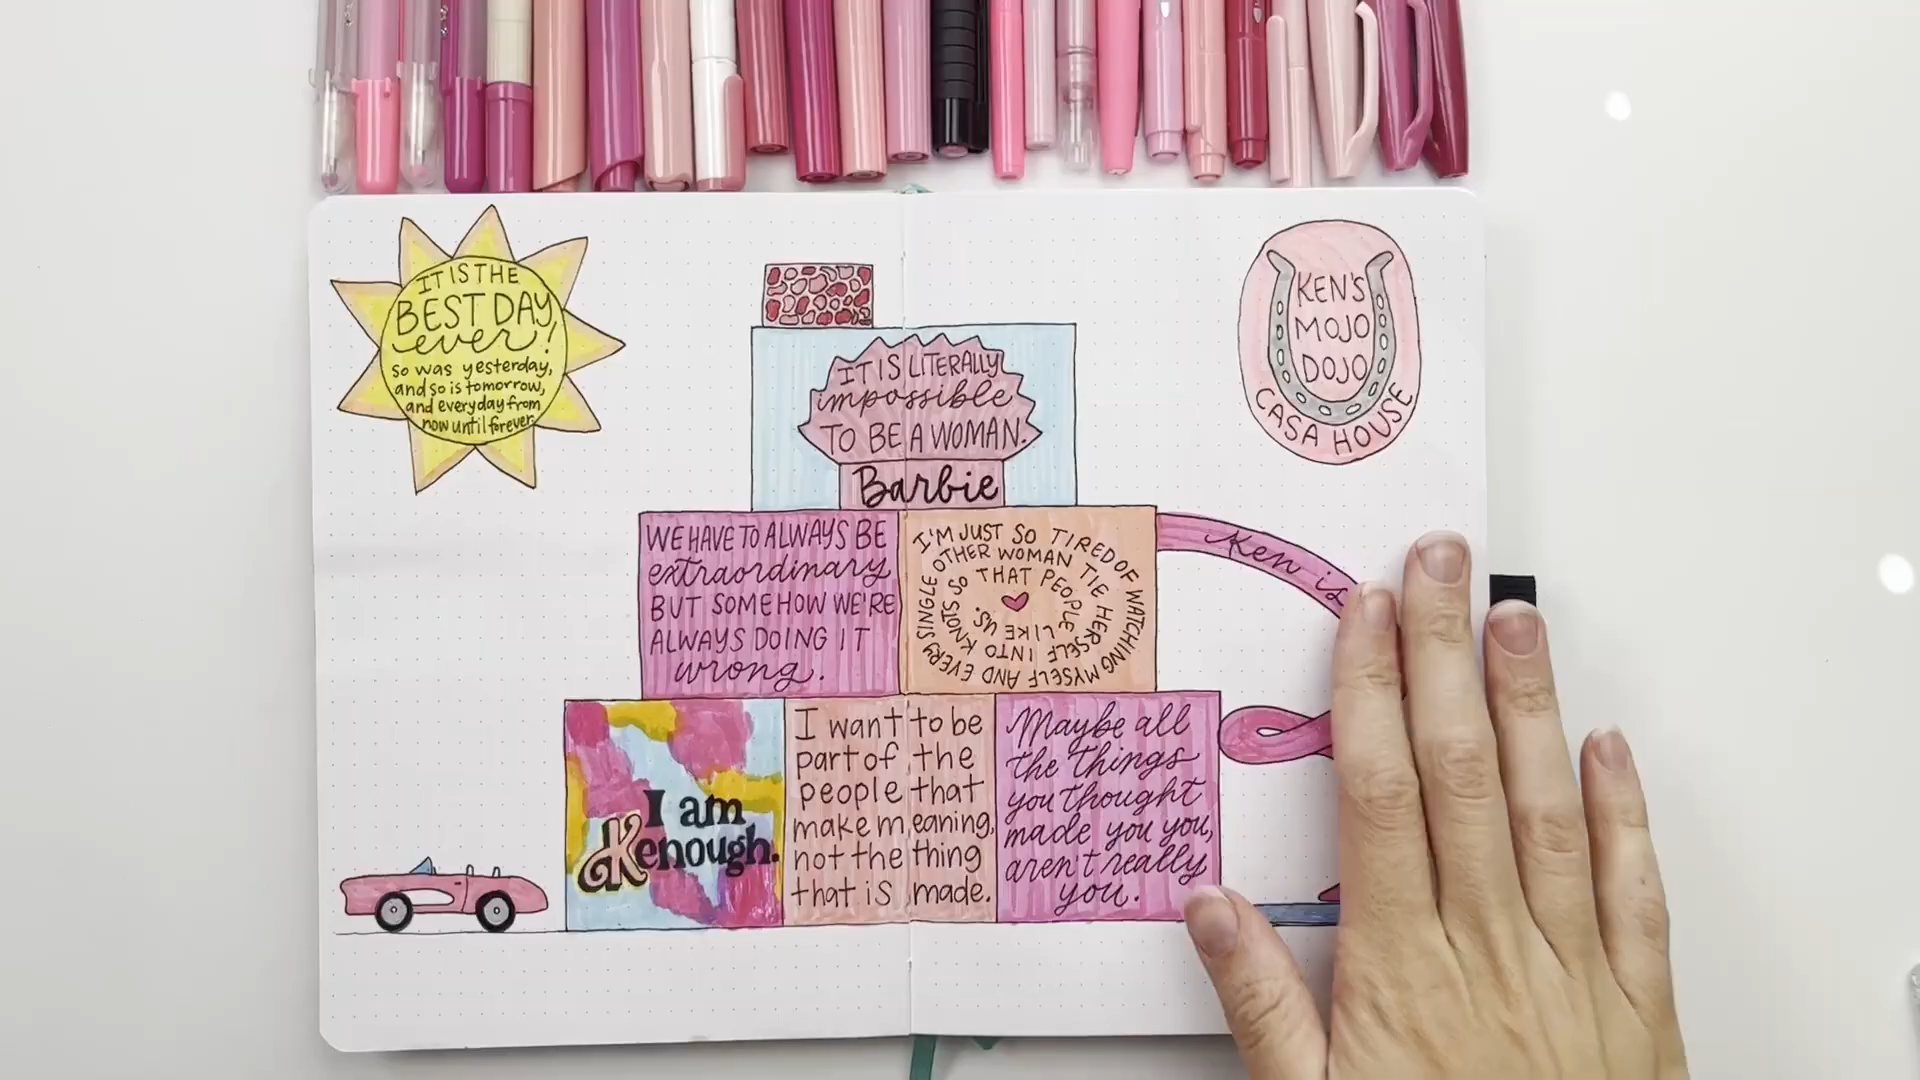 IT IS THE
BEST DAY
ever!
so was yesterday,
and so is tomorrow,
and everyday from
now until forever.
KEN'S
MOJO
DOJO
CASA HOUSE
IT IS LITERALLY
impossible
TO BE A WOMAN.
Barbie
WE HAVE TO ALWAYS BE
extraordinary
BUT SOMEHOW WE'RE
ALWAYS DOING IT
wrong.
I'M JUST SO TIRED OF WATCHING MYSELF AND EVERY SINGLE OTHER WOMAN TIE HERSELF INTO KNOTS SO THAT PEOPLE LIKE US.
Ken is
I am
Kenough.
I want to be
part of the
people that
make meaning,
not the thing
that is made.
Maybe all
the things
you thought
made you you,
aren't really
you.